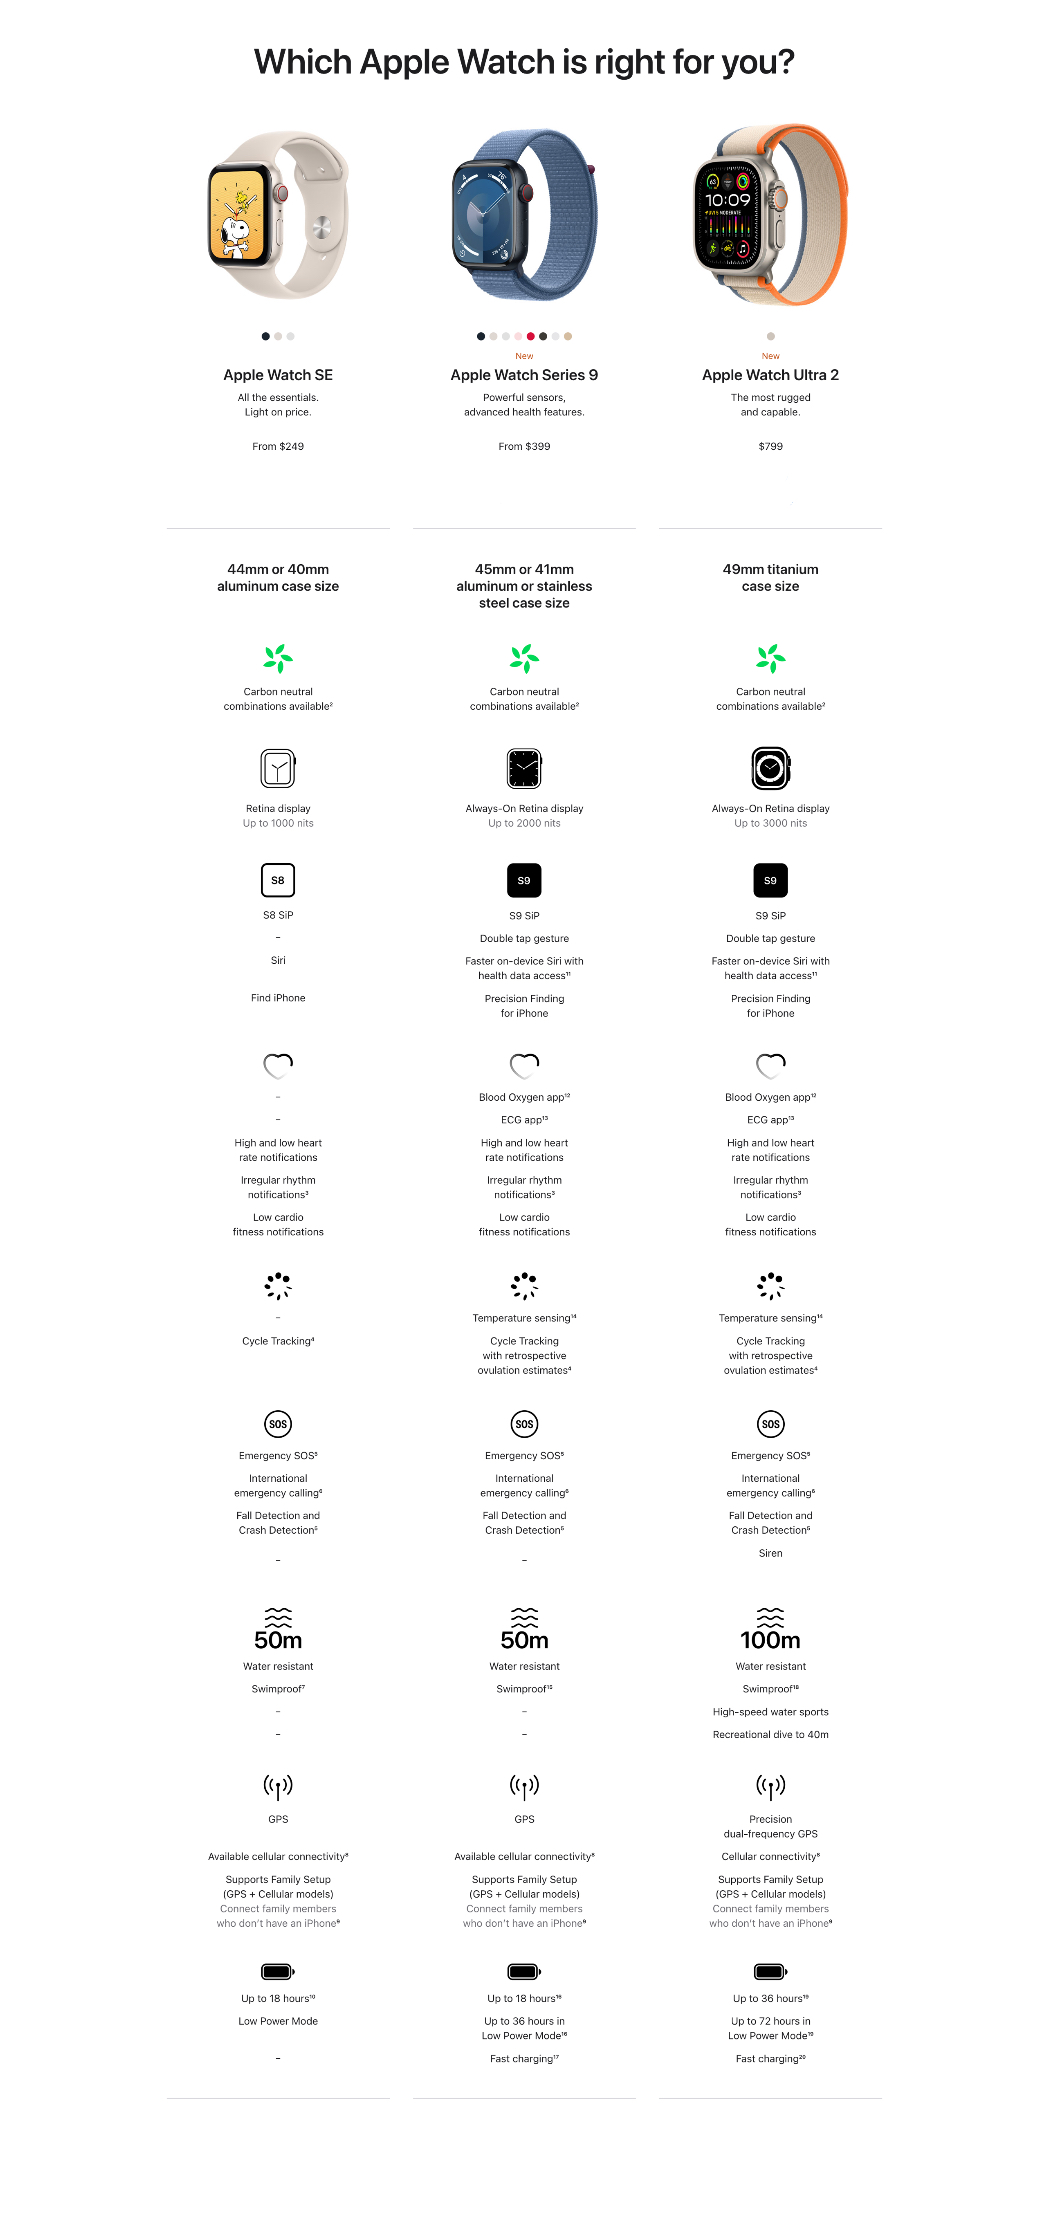 Which Apple Watch is right for you?
10:09
New
New
Apple Watch SE
Apple Watch Series 9
Apple Watch Ultra 2
All the essentials.
Light on price.
Powerful sensors,
advanced health features.
The most rugged
and capable.
From $249
From $399
$799
44mm or 40mm
aluminum case size
45mm or 41mm
aluminum or stainless
steel case size
49mm titanium
case size
Carbon neutral
combinations available²
Carbon neutral
combinations available²
Carbon neutral
combinations available²
Retina display
Up to 1000 nits
Always-On Retina display
Up to 2000 nits
Always-On Retina display
Up to 3000 nits
S8
S9
S9
S8 SiP
S9 SiP
S9 SiP
–
Double tap gesture
Double tap gesture
Siri
Faster on-device Siri with
health data access¹¹
Faster on-device Siri with
health data access¹¹
Find iPhone
Precision Finding
for iPhone
Precision Finding
for iPhone
–
Blood Oxygen app¹²
Blood Oxygen app¹²
–
ECG app¹³
ECG app¹³
High and low heart
rate notifications
High and low heart
rate notifications
High and low heart
rate notifications
Irregular rhythm
notifications³
Irregular rhythm
notifications³
Irregular rhythm
notifications³
Low cardio
fitness notifications
Low cardio
fitness notifications
Low cardio
fitness notifications
–
Temperature sensing¹⁴
Temperature sensing¹⁴
Cycle Tracking⁴
Cycle Tracking
with retrospective
ovulation estimates⁴
Cycle Tracking
with retrospective
ovulation estimates⁴
SOS
SOS
SOS
Emergency SOS⁵
Emergency SOS⁵
Emergency SOS⁵
International
emergency calling⁶
International
emergency calling⁶
International
emergency calling⁶
Fall Detection and
Crash Detection⁵
Fall Detection and
Crash Detection⁵
Fall Detection and
Crash Detection⁵
–
–
Siren
50m
50m
100m
Water resistant
Water resistant
Water resistant
Swimproof⁷
Swimproof¹⁵
Swimproof¹⁸
–
–
High-speed water sports
–
–
Recreational dive to 40m
GPS
GPS
Precision
dual-frequency GPS
Available cellular connectivity⁸
Available cellular connectivity⁸
Cellular connectivity⁸
Supports Family Setup
(GPS + Cellular models)
Connect family members
who don't have an iPhone⁹
Supports Family Setup
(GPS + Cellular models)
Connect family members
who don't have an iPhone⁹
Supports Family Setup
(GPS + Cellular models)
Connect family members
who don't have an iPhone⁹
Up to 18 hours¹⁰
Up to 18 hours¹⁶
Up to 36 hours¹⁹
Low Power Mode
Up to 36 hours in
Low Power Mode¹⁶
Up to 72 hours in
Low Power Mode¹⁹
–
Fast charging¹⁷
Fast charging²⁰